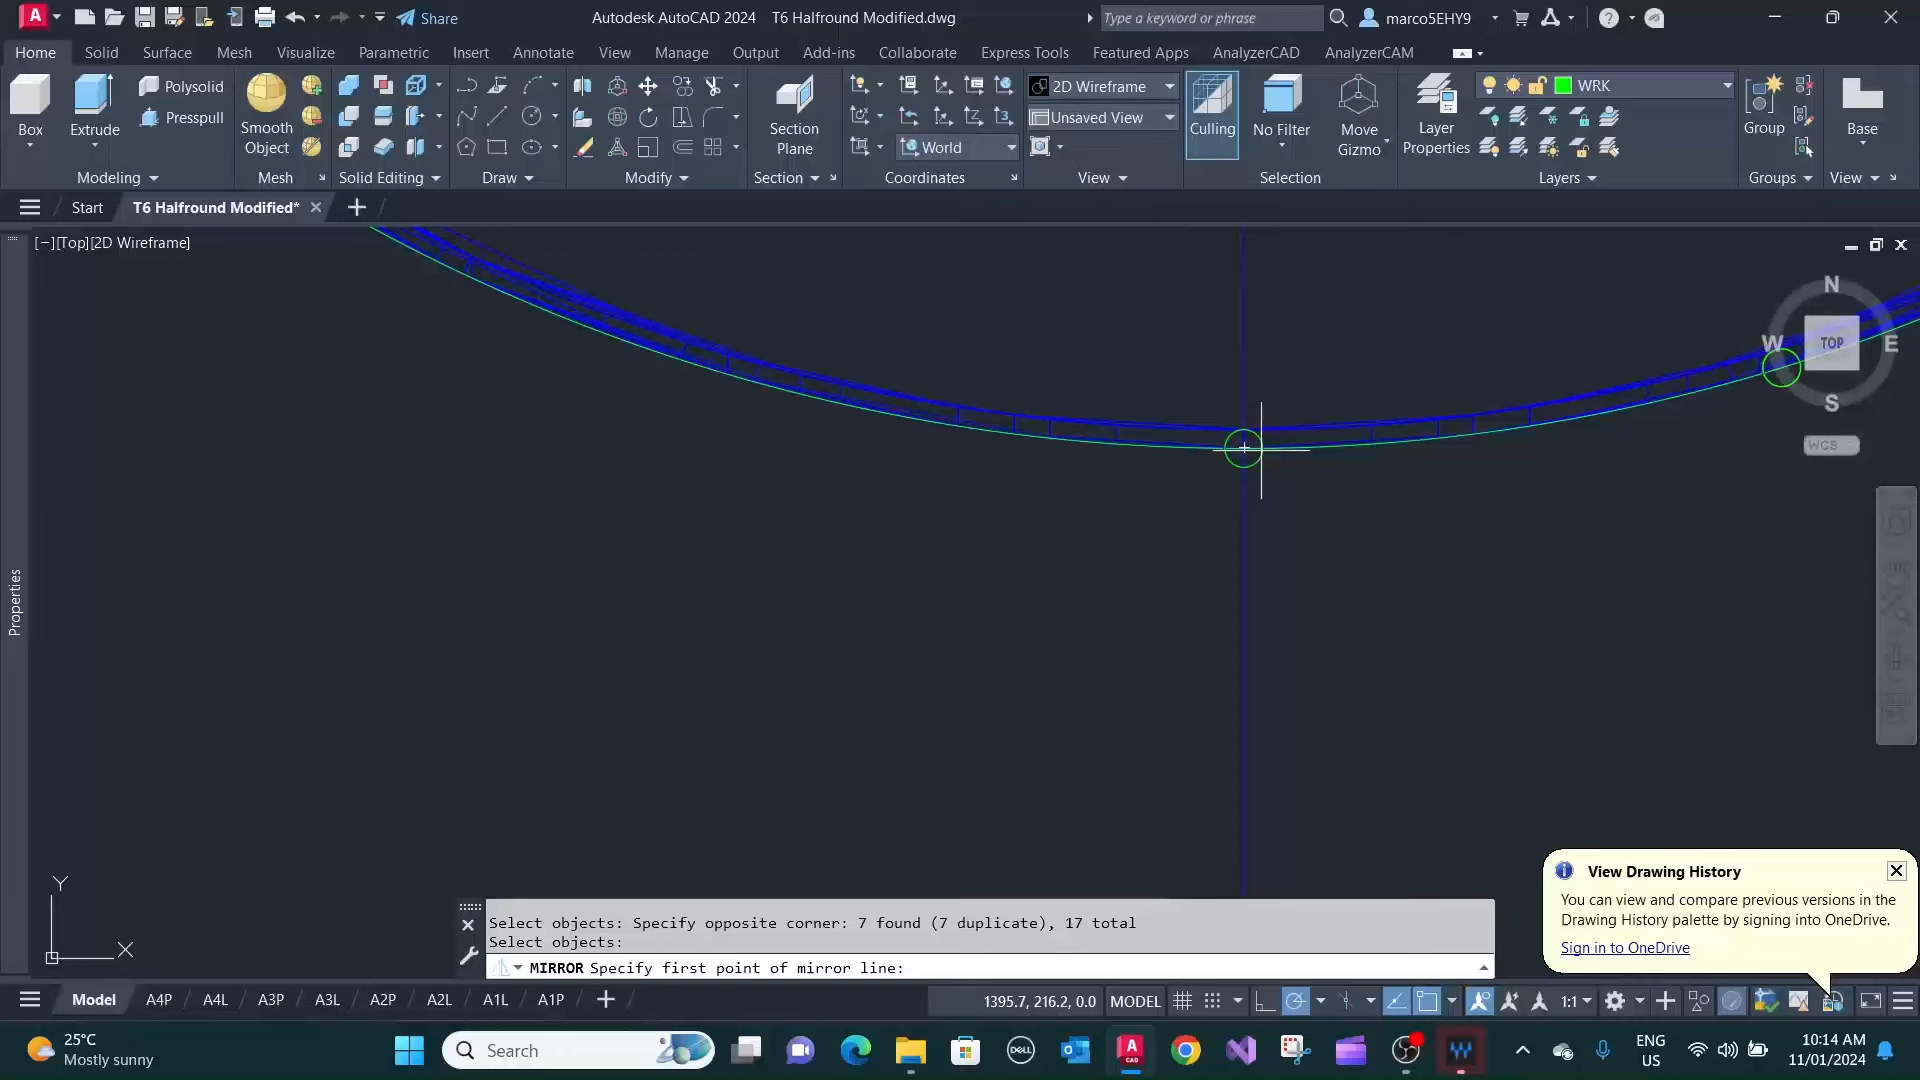 Share
Autodesk AutoCAD 2024 T6 Halfround Modified.dwg
Type a keyword or phrase
marco5EHY9
Home Solid Surface Mesh Visualize Parametric Insert Annotate View Manage Output Add-ins Collaborate Express Tools Featured Apps AnalyzerCAD AnalyzerCAM
Box
Extrude
Polysolid
Presspull
Smooth
Object
Section
Plane
World
2D Wireframe
Unsaved View
Culling
No Filter
Move
Gizmo
Layer
Properties
WRK
Group
Base
Modeling Mesh Solid Editing Draw Modify Section Coordinates View Selection Layers Groups View
Start T6 Halfround Modified*
[−][Top][2D Wireframe]
N
W TOP E
S
WCS
Properties
Y
X
Select objects: Specify opposite corner: 7 found (7 duplicate), 17 total
Select objects:
MIRROR Specify first point of mirror line:
View Drawing History
You can view and compare previous versions in the
Drawing History palette by signing into OneDrive.
Sign in to OneDrive
Model A4P A4L A3P A3L A2P A2L A1L A1P
1395.7, 216.2, 0.0 MODEL 1:1
25°C
Mostly sunny
Search
DELL
A
CAD
ENG
US
10:14 AM
11/01/2024